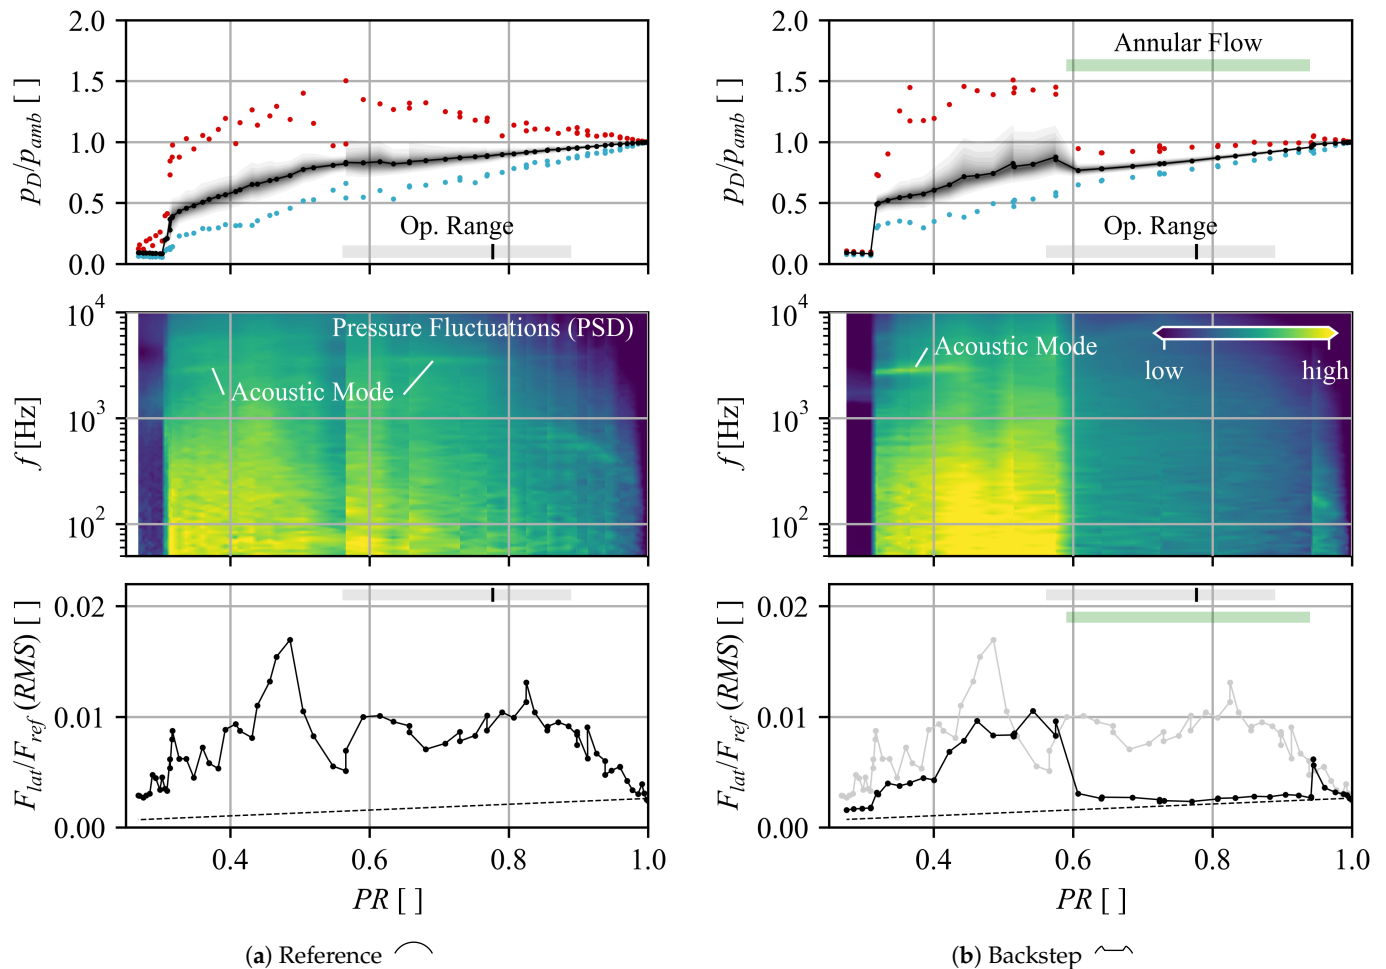 2.0
1.5
1.0
0.5
0.0
p_D/p_amb [ ]
Op. Range
2.0
1.5
1.0
0.5
0.0
p_D/p_amb [ ]
Annular Flow
Op. Range
10^4
10^3
10^2
f [Hz]
Pressure Fluctuations (PSD)
Acoustic Mode
10^4
10^3
10^2
f [Hz]
Acoustic Mode
low
high
0.02
0.01
0.00
F_lat/F_ref (RMS) [ ]
0.4 0.6 0.8 1.0
PR [ ]
0.02
0.01
0.00
F_lat/F_ref (RMS) [ ]
0.4 0.6 0.8 1.0
PR [ ]
(a) Reference
(b) Backstep